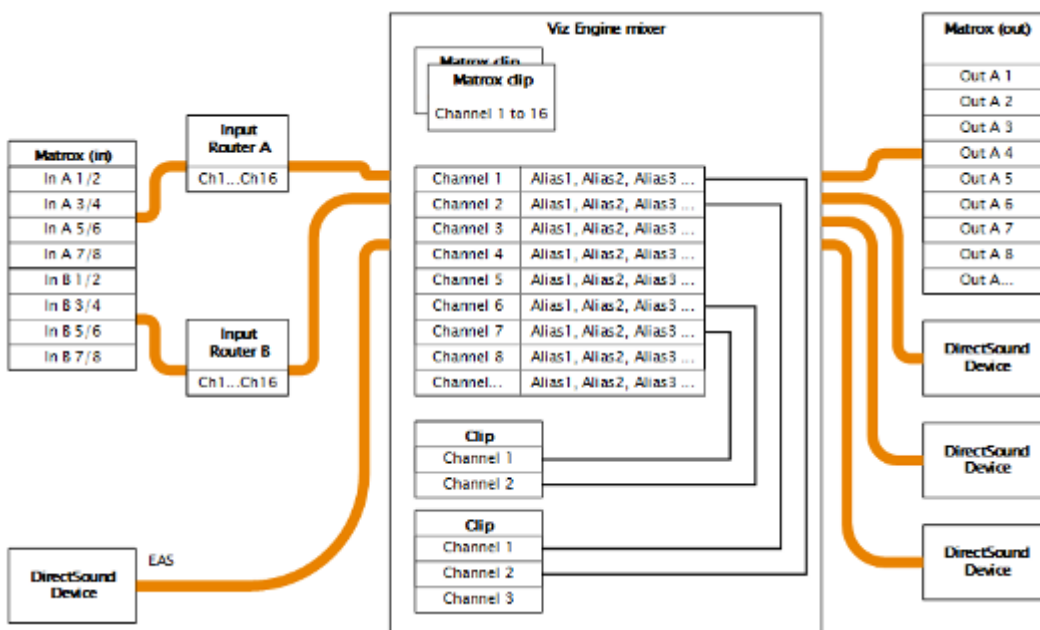 Viz Engine mixer
Matrox clip
Matrox clip
Channel 1 to 16
Matrox (in)
In A 1/2
In A 3/4
In A 5/6
In A 7/8
In B 1/2
In B 3/4
In B 5/6
In B 7/8
Input
Router A
Ch1...Ch16
Input
Router B
Ch1...Ch16
DirectSound
Device
EAS
Channel 1 Alias1, Alias2, Alias3 ...
Channel 2 Alias1, Alias2, Alias3 ...
Channel 3 Alias1, Alias2, Alias3 ...
Channel 4 Alias1, Alias2, Alias3 ...
Channel 5 Alias1, Alias2, Alias3 ...
Channel 6 Alias1, Alias2, Alias3 ...
Channel 7 Alias1, Alias2, Alias3 ...
Channel 8 Alias1, Alias2, Alias3 ...
Channel... Alias1, Alias2, Alias3 ...
Clip
Channel 1
Channel 2
Clip
Channel 1
Channel 2
Channel 3
Matrox (out)
Out A 1
Out A 2
Out A 3
Out A 4
Out A 5
Out A 6
Out A 7
Out A 8
Out A...
DirectSound
Device
DirectSound
Device
DirectSound
Device